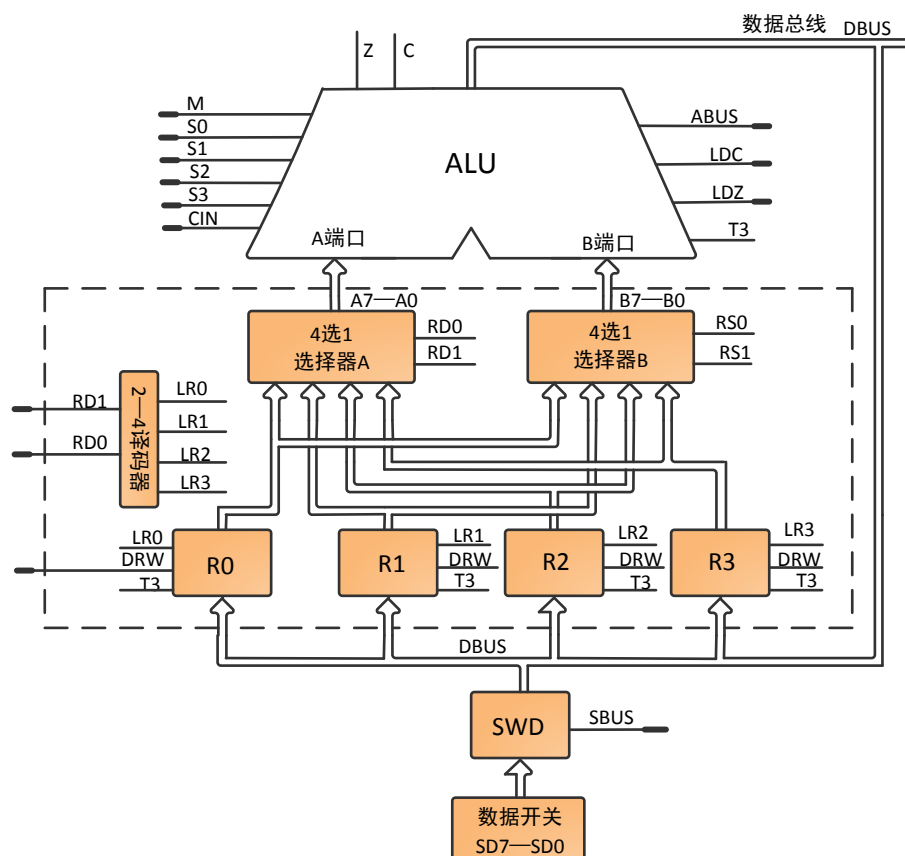 数据总线 DBUS
Z
C
M
S0
S1
S2
S3
CIN
ALU
ABUS
LDC
LDZ
T3
A端口
B端口
A7—A0
B7—B0
4选1
选择器A
RD0
RD1
4选1
选择器B
RS0
RS1
RD1
RD0
2—4译码器
LR0
LR1
LR2
LR3
LR0
DRW
T3
R0
R1
LR1
DRW
T3
R2
LR2
DRW
T3
R3
LR3
DRW
T3
DBUS
SWD
SBUS
数据开关
SD7—SD0